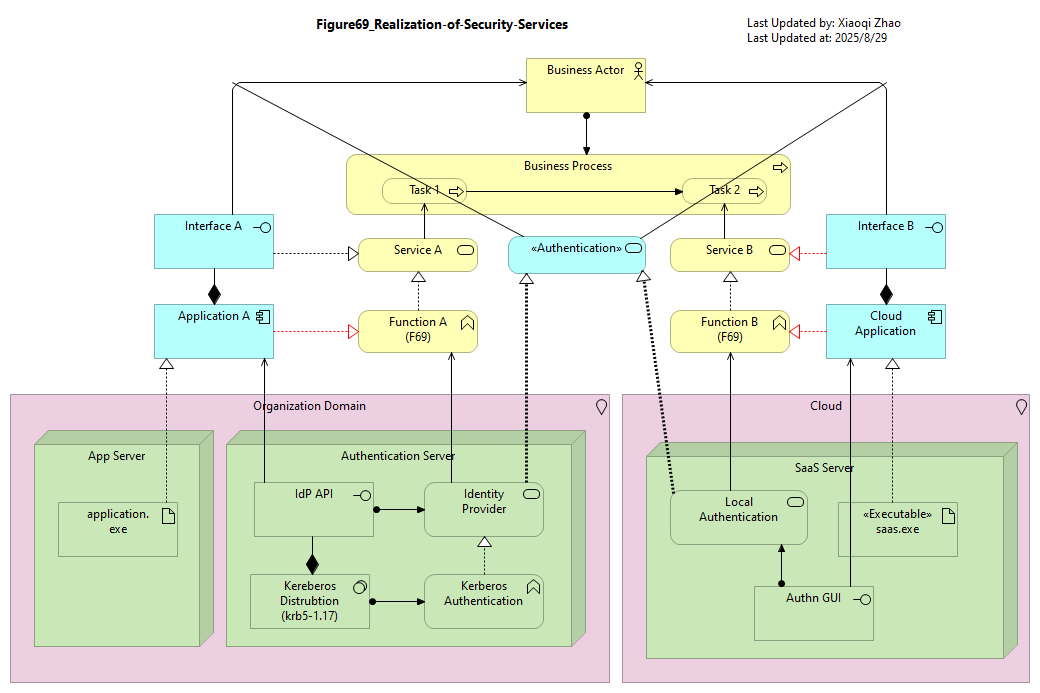 Figure69_Realization-of-Security-Services
Last Updated by: Xiaoqi Zhao
Last Updated at: 2025/8/29
Business Actor
Business Process
Task 1
Task 2
Interface A
Service A
«Authentication»
Service B
Interface B
Application A
Function A
(F69)
Function B
(F69)
Cloud
Application
Organization Domain
Cloud
App Server
Authentication Server
SaaS Server
application.
exe
IdP API
Identity
Provider
Local
Authentication
«Executable»
saas.exe
Kereberos
Distrubtion
(krb5-1.17)
Kerberos
Authentication
Authn GUI